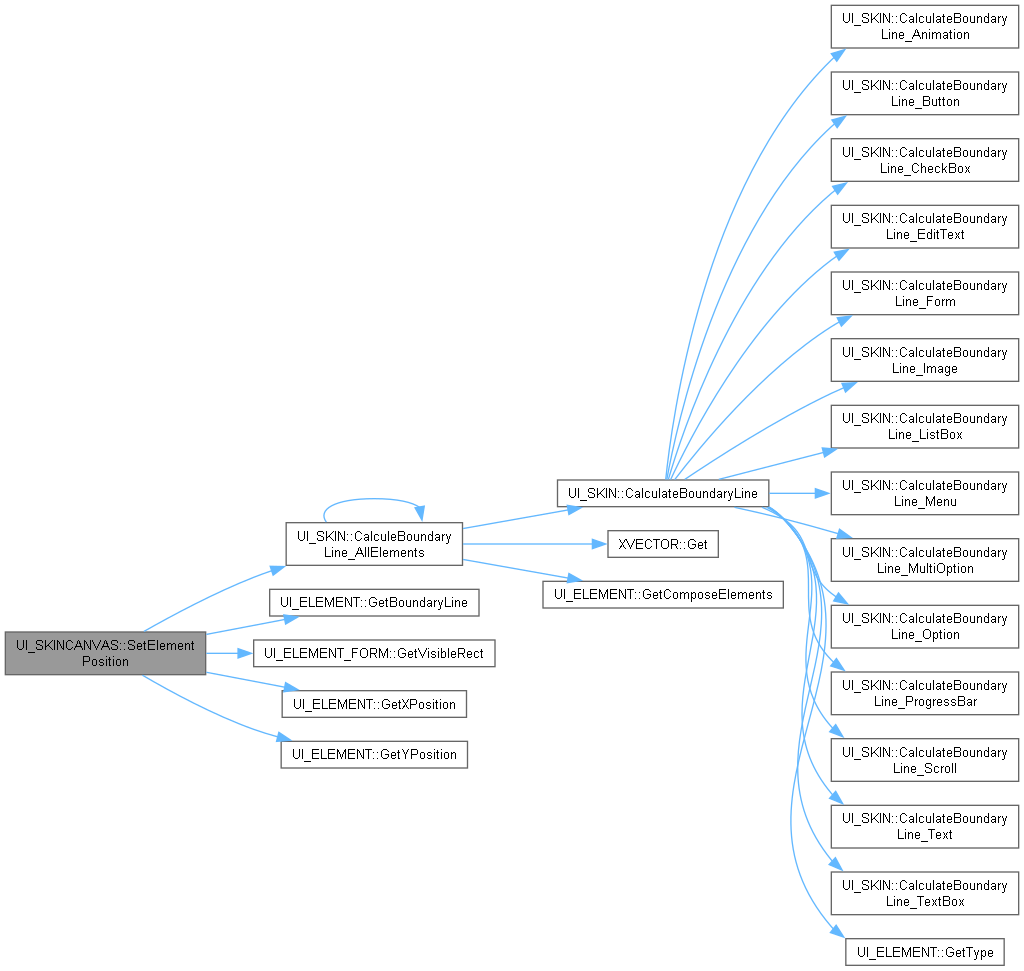 UI_SKINCANVAS::SetElement
Position
UI_SKIN::CalculeBoundary
Line_AllElements
UI_ELEMENT::GetBoundaryLine
UI_ELEMENT_FORM::GetVisibleRect
UI_ELEMENT::GetXPosition
UI_ELEMENT::GetYPosition
UI_SKIN::CalculateBoundaryLine
XVECTOR::Get
UI_ELEMENT::GetComposeElements
UI_SKIN::CalculateBoundary
Line_Animation
UI_SKIN::CalculateBoundary
Line_Button
UI_SKIN::CalculateBoundary
Line_CheckBox
UI_SKIN::CalculateBoundary
Line_EditText
UI_SKIN::CalculateBoundary
Line_Form
UI_SKIN::CalculateBoundary
Line_Image
UI_SKIN::CalculateBoundary
Line_ListBox
UI_SKIN::CalculateBoundary
Line_Menu
UI_SKIN::CalculateBoundary
Line_MultiOption
UI_SKIN::CalculateBoundary
Line_Option
UI_SKIN::CalculateBoundary
Line_ProgressBar
UI_SKIN::CalculateBoundary
Line_Scroll
UI_SKIN::CalculateBoundary
Line_Text
UI_SKIN::CalculateBoundary
Line_TextBox
UI_ELEMENT::GetType